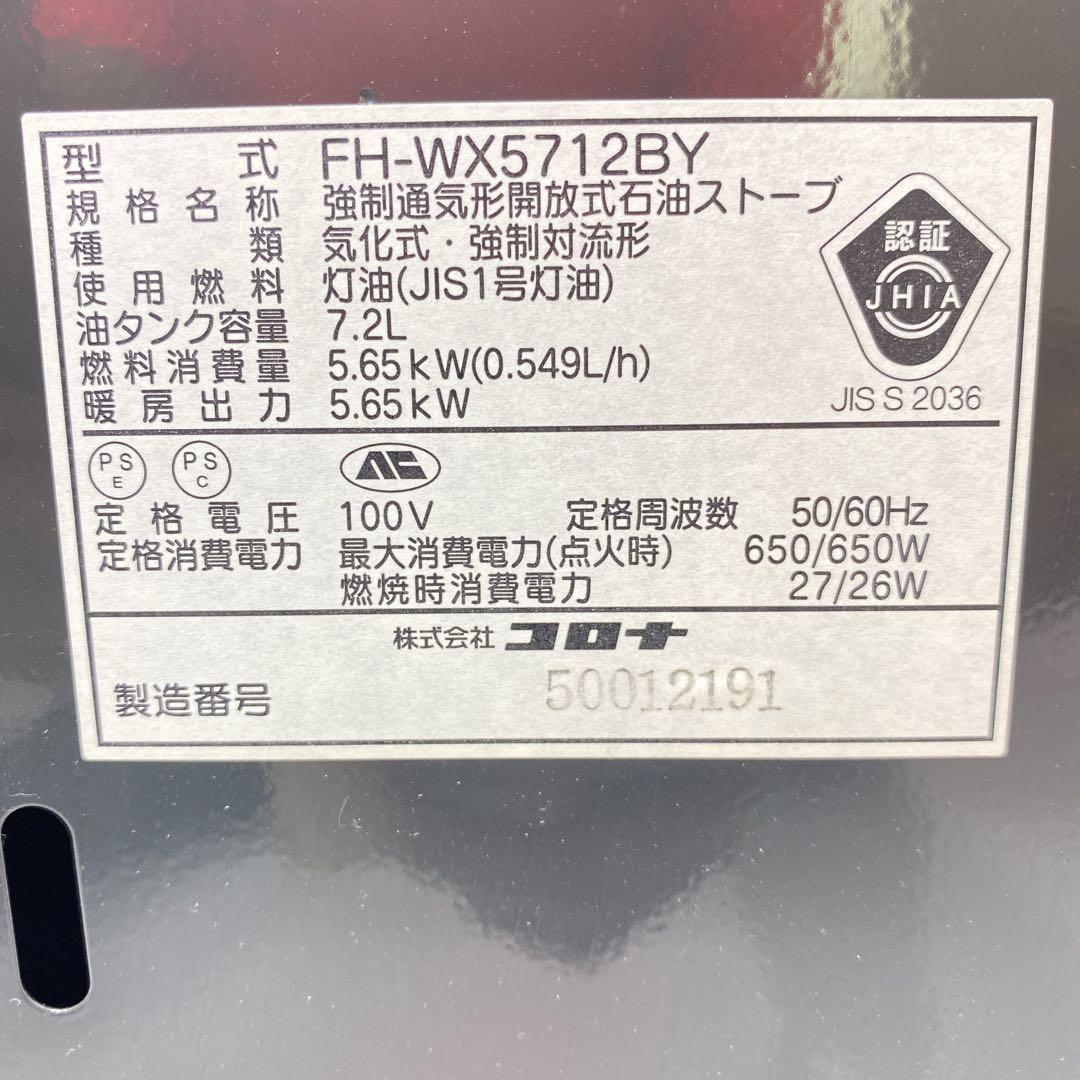 型式 FH-WX5712BY
規格名称 強制通気形開放式石油ストーブ
種類 気化式・強制対流形
使用燃料 灯油(JIS1号灯油)
油タンク容量 7.2L
燃料消費量 5.65kW(0.549L/h)
暖房出力 5.65kW
認証
JHIA
JIS S 2036
PS E PS C
定格電圧 100V 定格周波数 50/60Hz
定格消費電力 最大消費電力(点火時) 650/650W
燃焼時消費電力 27/26W
株式会社 コロナ
製造番号 50012191